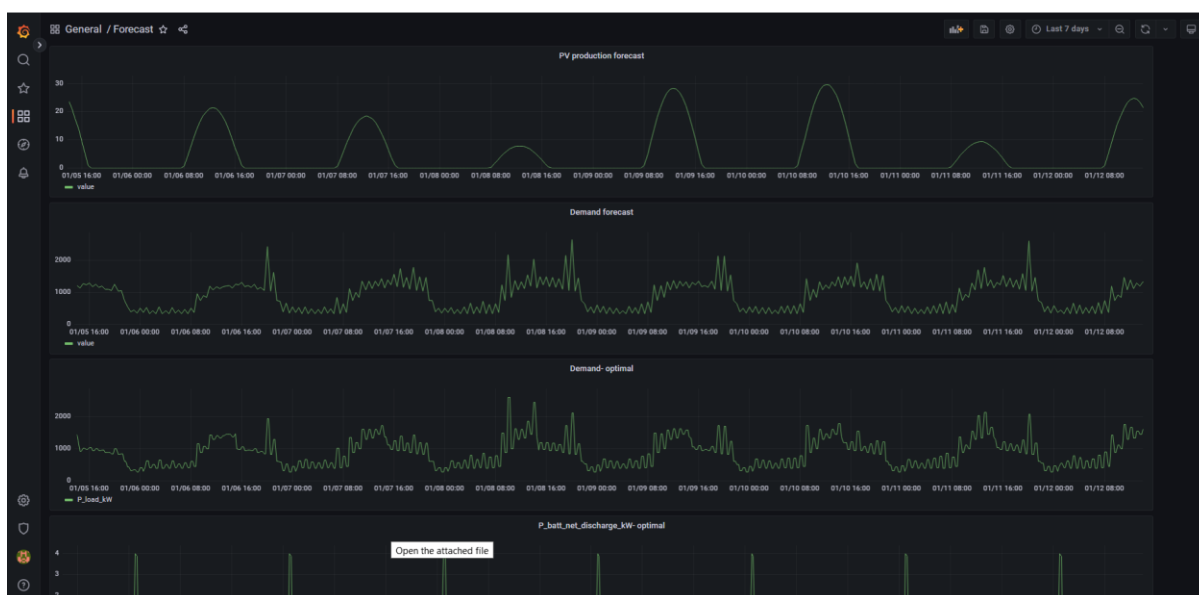 General / Forecast
Last 7 days
PV production forecast
30
20
10
0
01/05 16:00 01/06 00:00 01/06 08:00 01/06 16:00 01/07 00:00 01/07 08:00 01/07 16:00 01/08 00:00 01/08 08:00 01/08 16:00 01/09 00:00 01/09 08:00 01/09 16:00 01/10 00:00 01/10 08:00 01/10 16:00 01/11 00:00 01/11 08:00 01/11 16:00 01/12 00:00 01/12 08:00
value
Demand forecast
2000
1000
0
01/05 16:00 01/06 00:00 01/06 08:00 01/06 16:00 01/07 00:00 01/07 08:00 01/07 16:00 01/08 00:00 01/08 08:00 01/08 16:00 01/09 00:00 01/09 08:00 01/09 16:00 01/10 00:00 01/10 08:00 01/10 16:00 01/11 00:00 01/11 08:00 01/11 16:00 01/12 00:00 01/12 08:00
value
Demand- optimal
2000
1000
0
01/05 16:00 01/06 00:00 01/06 08:00 01/06 16:00 01/07 00:00 01/07 08:00 01/07 16:00 01/08 00:00 01/08 08:00 01/08 16:00 01/09 00:00 01/09 08:00 01/09 16:00 01/10 00:00 01/10 08:00 01/10 16:00 01/11 00:00 01/11 08:00 01/11 16:00 01/12 00:00 01/12 08:00
P_load_kW
P_batt_net_discharge_kW- optimal
Open the attached file
4
3